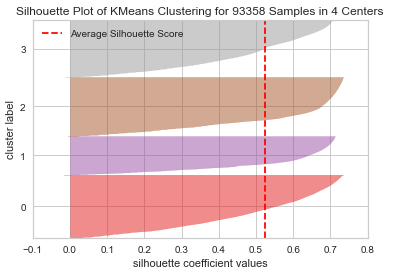 Silhouette Plot of KMeans Clustering for 93358 Samples in 4 Centers
Average Silhouette Score
3
2
1
0
cluster label
-0.1 0.0 0.1 0.2 0.3 0.4 0.5 0.6 0.7 0.8
silhouette coefficient values